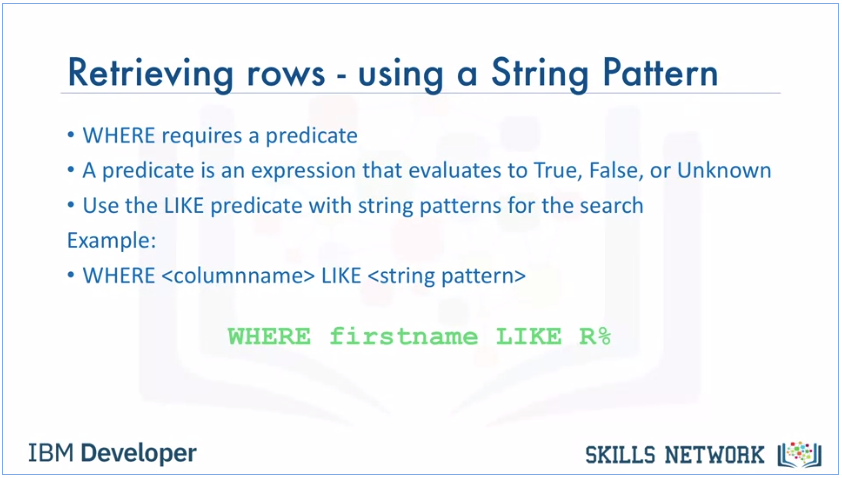 Retrieving rows - using a String Pattern
• WHERE requires a predicate
• A predicate is an expression that evaluates to True, False, or Unknown
• Use the LIKE predicate with string patterns for the search
Example:
• WHERE <columnname> LIKE <string pattern>
WHERE firstname LIKE R%
IBM Developer
SKILLS NETWORK